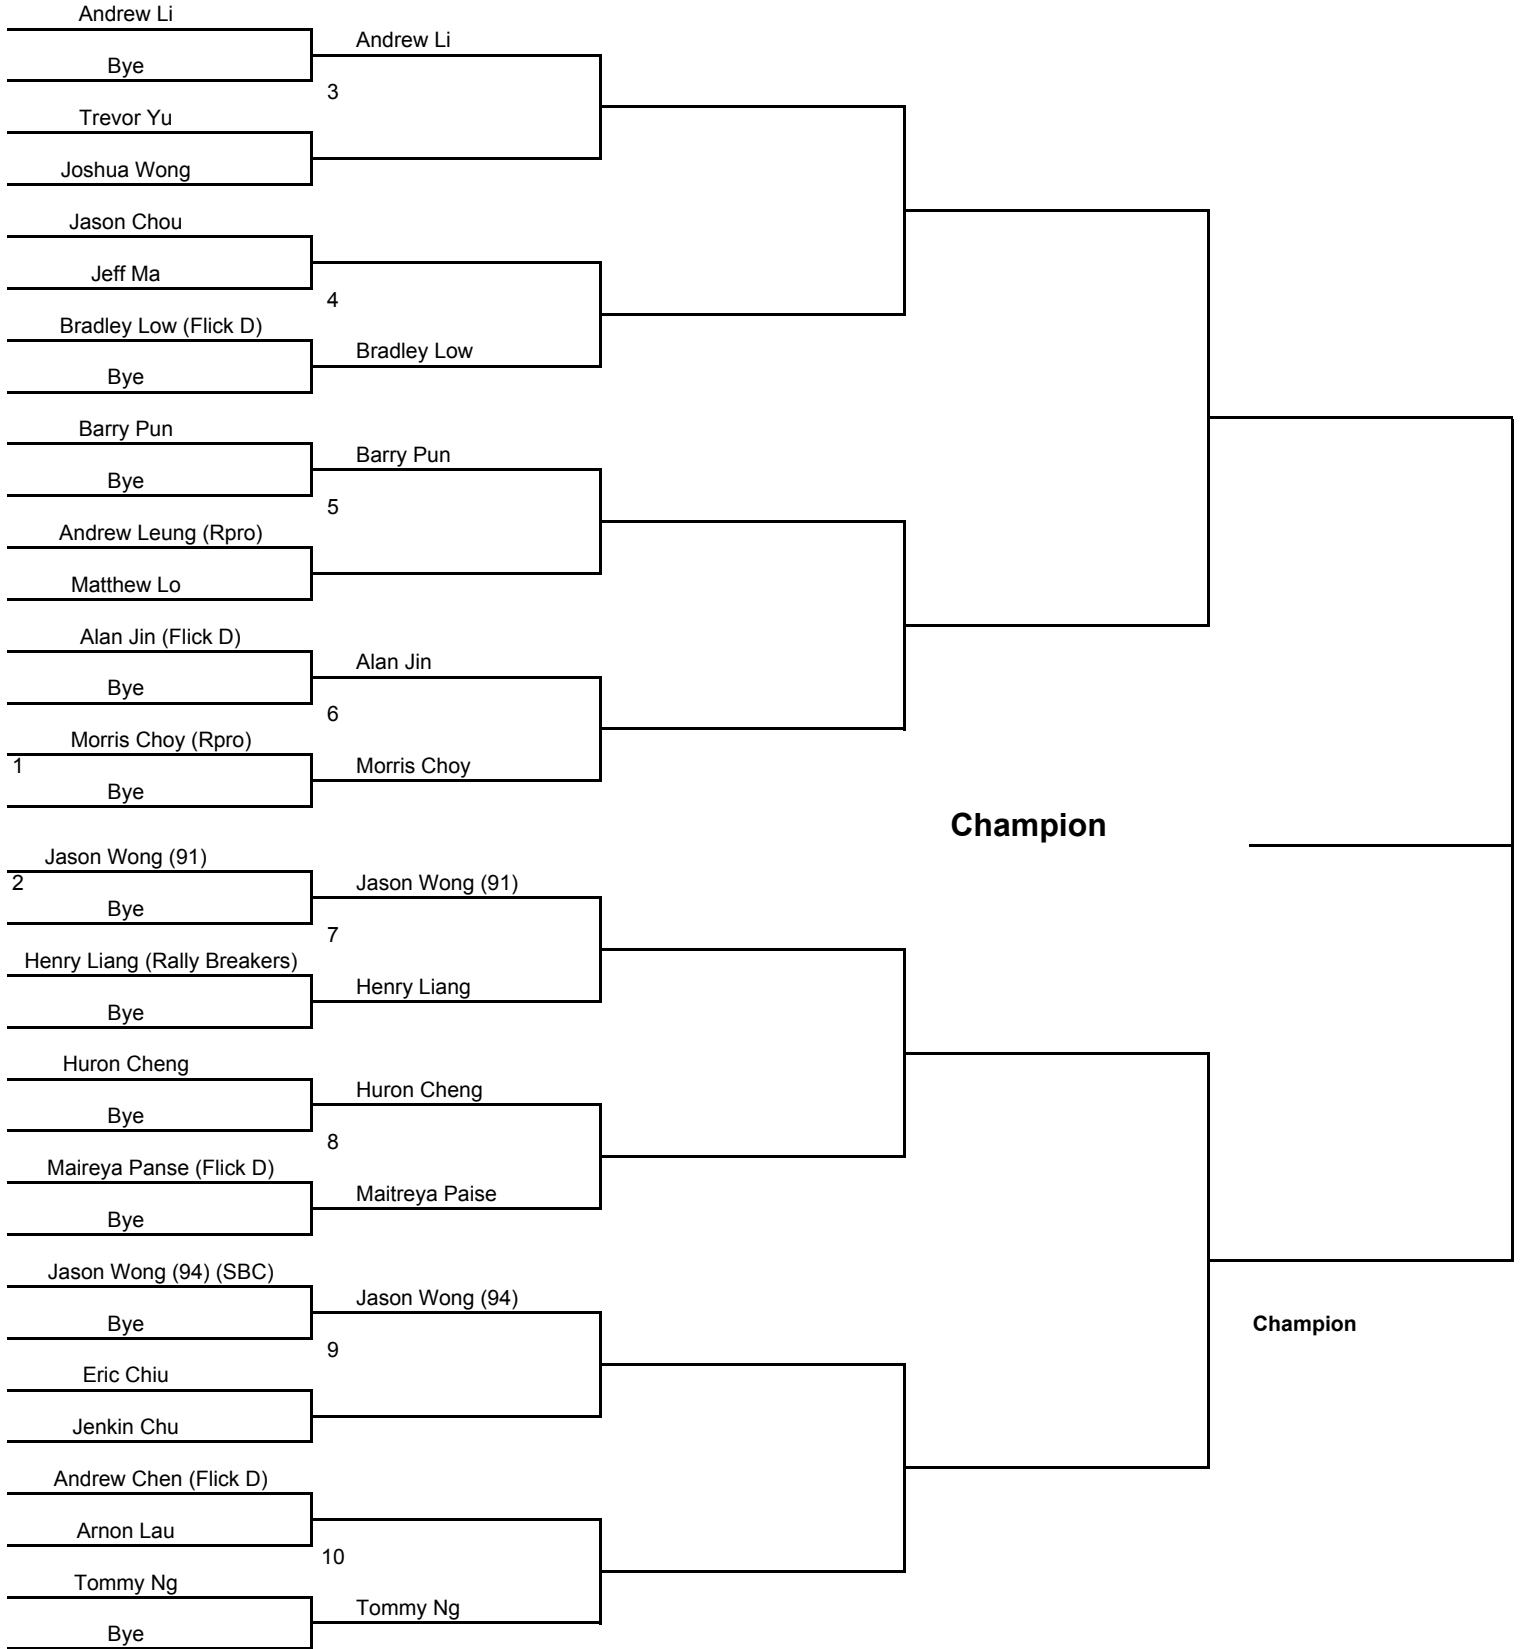 Andrew Li
Andrew Li
Bye
3
Trevor Yu
Joshua Wong
Jason Chou
Jeff Ma
4
Bradley Low (Flick D)
Bradley Low
Bye
Barry Pun
Barry Pun
Bye
5
Andrew Leung (Rpro)
Matthew Lo
Alan Jin (Flick D)
Alan Jin
Bye
6
Morris Choy (Rpro)
1
Morris Choy
Bye
Champion
Jason Wong (91)
2
Jason Wong (91)
Bye
7
Henry Liang (Rally Breakers)
Henry Liang
Bye
Huron Cheng
Huron Cheng
Bye
8
Maireya Panse (Flick D)
Maitreya Paise
Bye
Jason Wong (94) (SBC)
Jason Wong (94)
Bye
Champion
9
Eric Chiu
Jenkin Chu
Andrew Chen (Flick D)
Arnon Lau
10
Tommy Ng
Tommy Ng
Bye